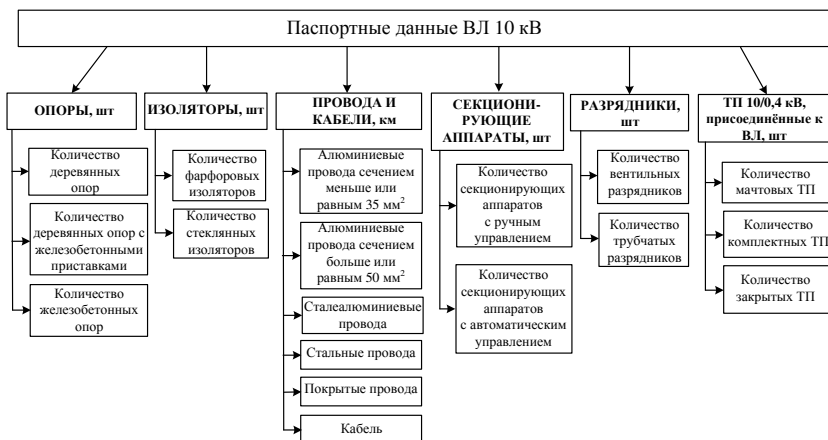 Паспортные данные ВЛ 10 кВ
ОПОРЫ, шт
Количество
деревянных
опор
Количество
деревянных опор с
железобетонными
приставками
Количество
железобетонных
опор
ИЗОЛЯТОРЫ, шт
Количество
фарфоровых
изоляторов
Количество
стеклянных
изоляторов
ПРОВОДА И
КАБЕЛИ, км
Алюминиевые
провода сечением
меньше или
равным 35 мм²
Алюминиевые
провода сечением
больше или
равным 50 мм²
Сталеалюминиевые
провода
Стальные провода
Покрытые провода
Кабель
СЕКЦИОНИ-
РУЮЩИЕ
АППАРАТЫ, шт
Количество
секционирующих
аппаратов
с ручным
управлением
Количество
секционирующих
аппаратов
с автоматическим
управлением
РАЗРЯДНИКИ,
шт
Количество
вентильных
разрядников
Количество
трубчатых
разрядников
ТП 10/0,4 кВ,
присоединённые к
ВЛ, шт
Количество
мачтовых ТП
Количество
комплектных ТП
Количество
закрытых ТП